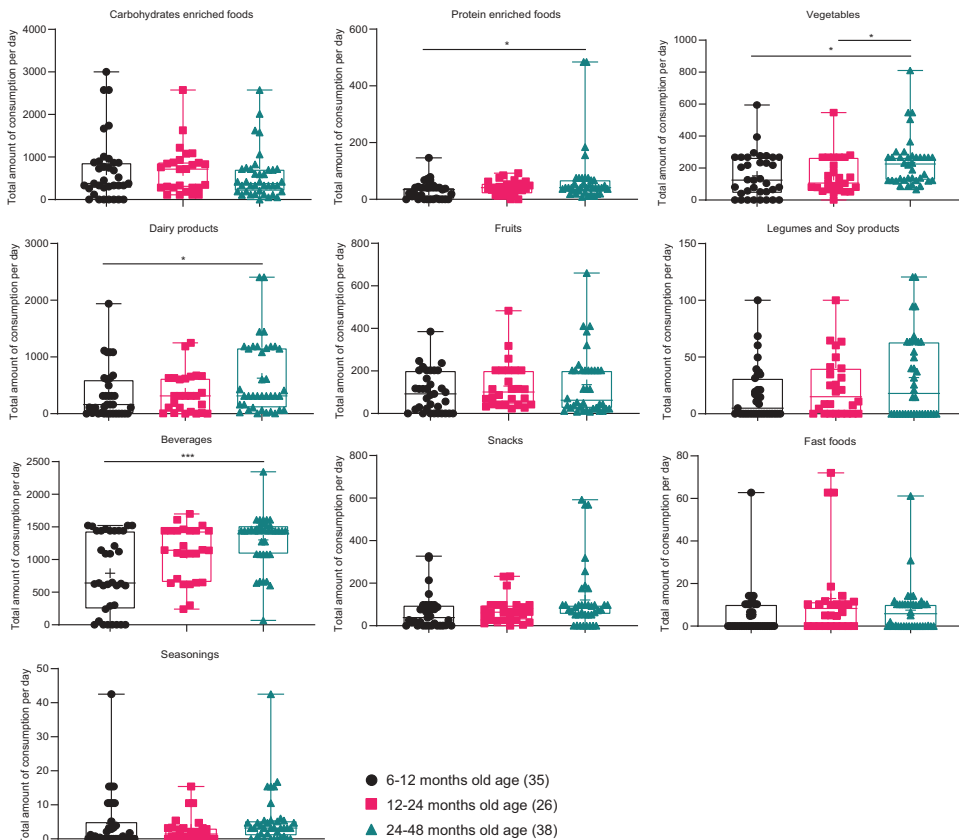 Carbohydrates enriched foods
Total amount of consumption per day
4000
3000
2000
1000
0
Protein enriched foods
Total amount of consumption per day
600
400
200
0
*
Vegetables
Total amount of consumption per day
1000
800
600
400
200
0
*
*
Dairy products
Total amount of consumption per day
3000
2000
1000
0
*
Fruits
Total amount of consumption per day
800
600
400
200
0
Legumes and Soy products
Total amount of consumption per day
150
100
50
0
Beverages
Total amount of consumption per day
2500
2000
1500
1000
500
0
***
Snacks
Total amount of consumption per day
800
600
400
200
0
Fast foods
Total amount of consumption per day
80
60
40
20
0
Seasonings
Total amount of consumption per day
50
40
30
20
10
0
6-12 months old age (35)
12-24 months old age (26)
24-48 months old age (38)